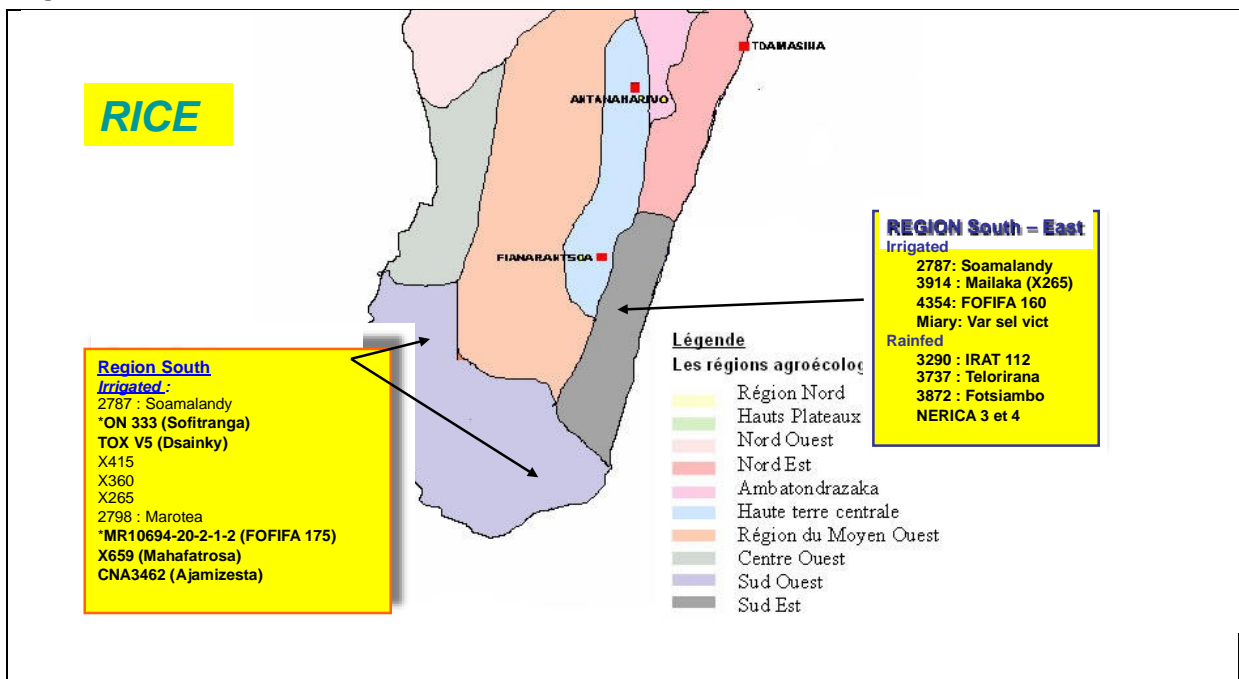 RICE
TOAMASINA
ANTANANARIVO
FIANARANTSOA
REGION South – East
Irrigated
2787: Soamalandy
3914 : Mailaka (X265)
4354: FOFIFA 160
Miary: Var sel vict
Rainfed
3290 : IRAT 112
3737 : Telorirana
3872 : Fotsiambo
NERICA 3 et 4
Region South
Irrigated :
2787 : Soamalandy
*ON 333 (Sofitranga)
TOX V5 (Dsainky)
X415
X360
X265
2798 : Marotea
*MR10694-20-2-1-2 (FOFIFA 175)
X659 (Mahafatrosa)
CNA3462 (Ajamizesta)
Légende
Les régions agroécolog
Région Nord
Hauts Plateaux
Nord Ouest
Nord Est
Ambatondrazaka
Haute terre centrale
Région du Moyen Ouest
Centre Ouest
Sud Ouest
Sud Est